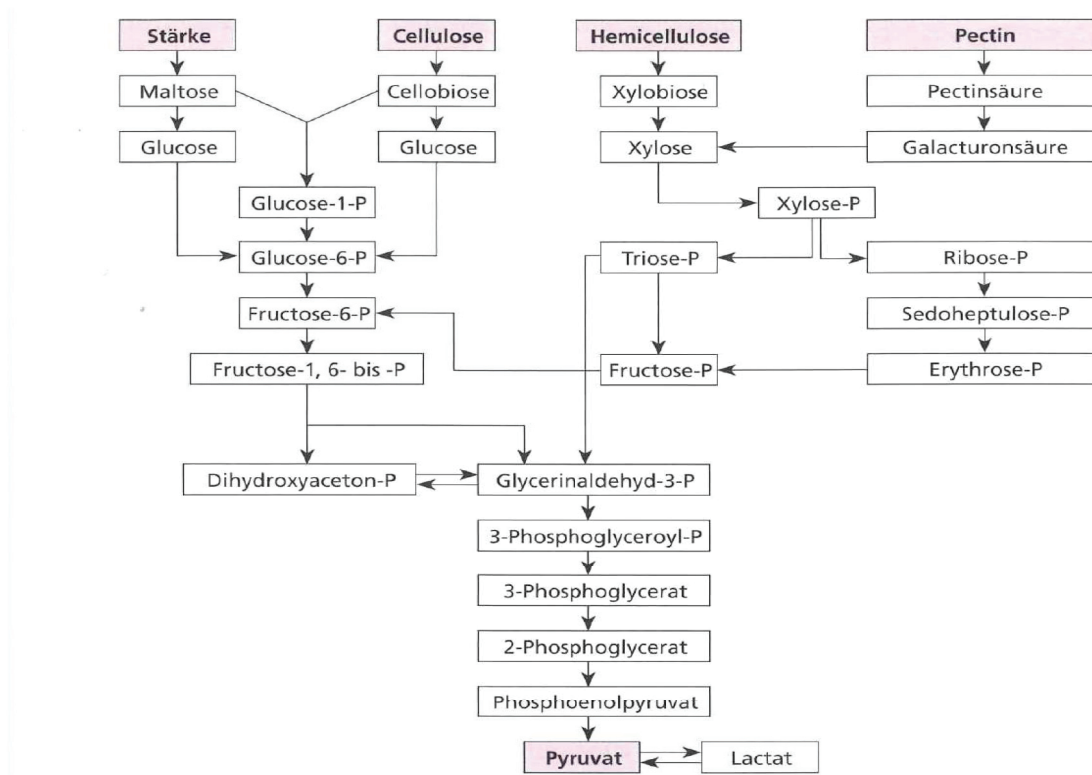 Stärke
Cellulose
Hemicellulose
Pectin
Maltose
Cellobiose
Xylobiose
Pectinsäure
Glucose
Glucose
Xylose
Galacturonsäure
Glucose-1-P
Xylose-P
Glucose-6-P
Triose-P
Ribose-P
Fructose-6-P
Sedoheptulose-P
Fructose-1, 6- bis -P
Fructose-P
Erythrose-P
Dihydroxyaceton-P
Glycerinaldehyd-3-P
3-Phosphoglyceroyl-P
3-Phosphoglycerat
2-Phosphoglycerat
Phosphoenolpyruvat
Pyruvat
Lactat